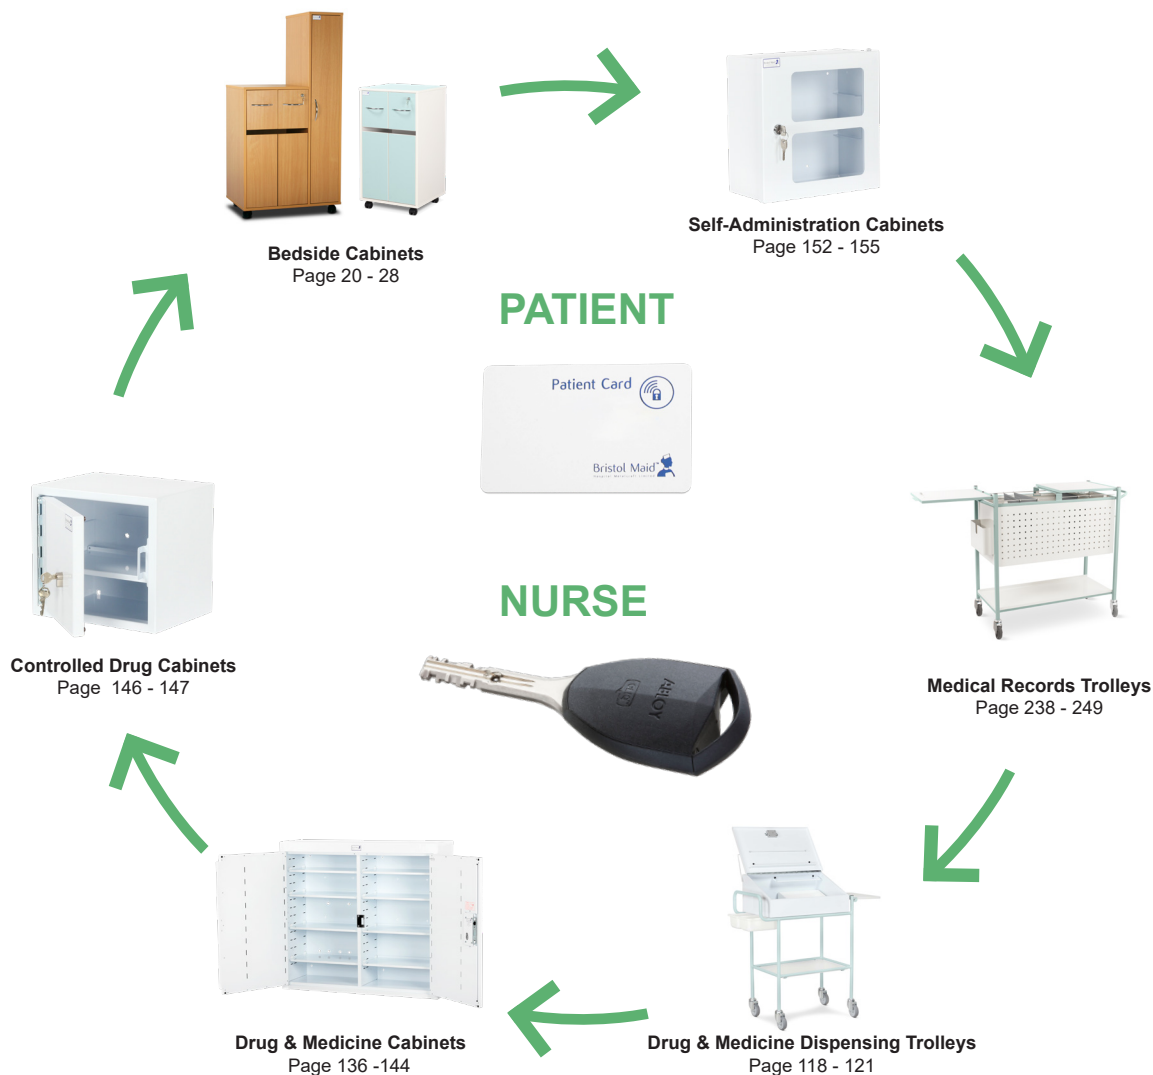 Bedside Cabinets
Page 20 - 28
Self-Administration Cabinets
Page 152 - 155
PATIENT
Patient Card
Bristol Maid™
NURSE
ABLOY
Controlled Drug Cabinets
Page 146 - 147
Medical Records Trolleys
Page 238 - 249
Drug & Medicine Cabinets
Page 136 -144
Drug & Medicine Dispensing Trolleys
Page 118 - 121